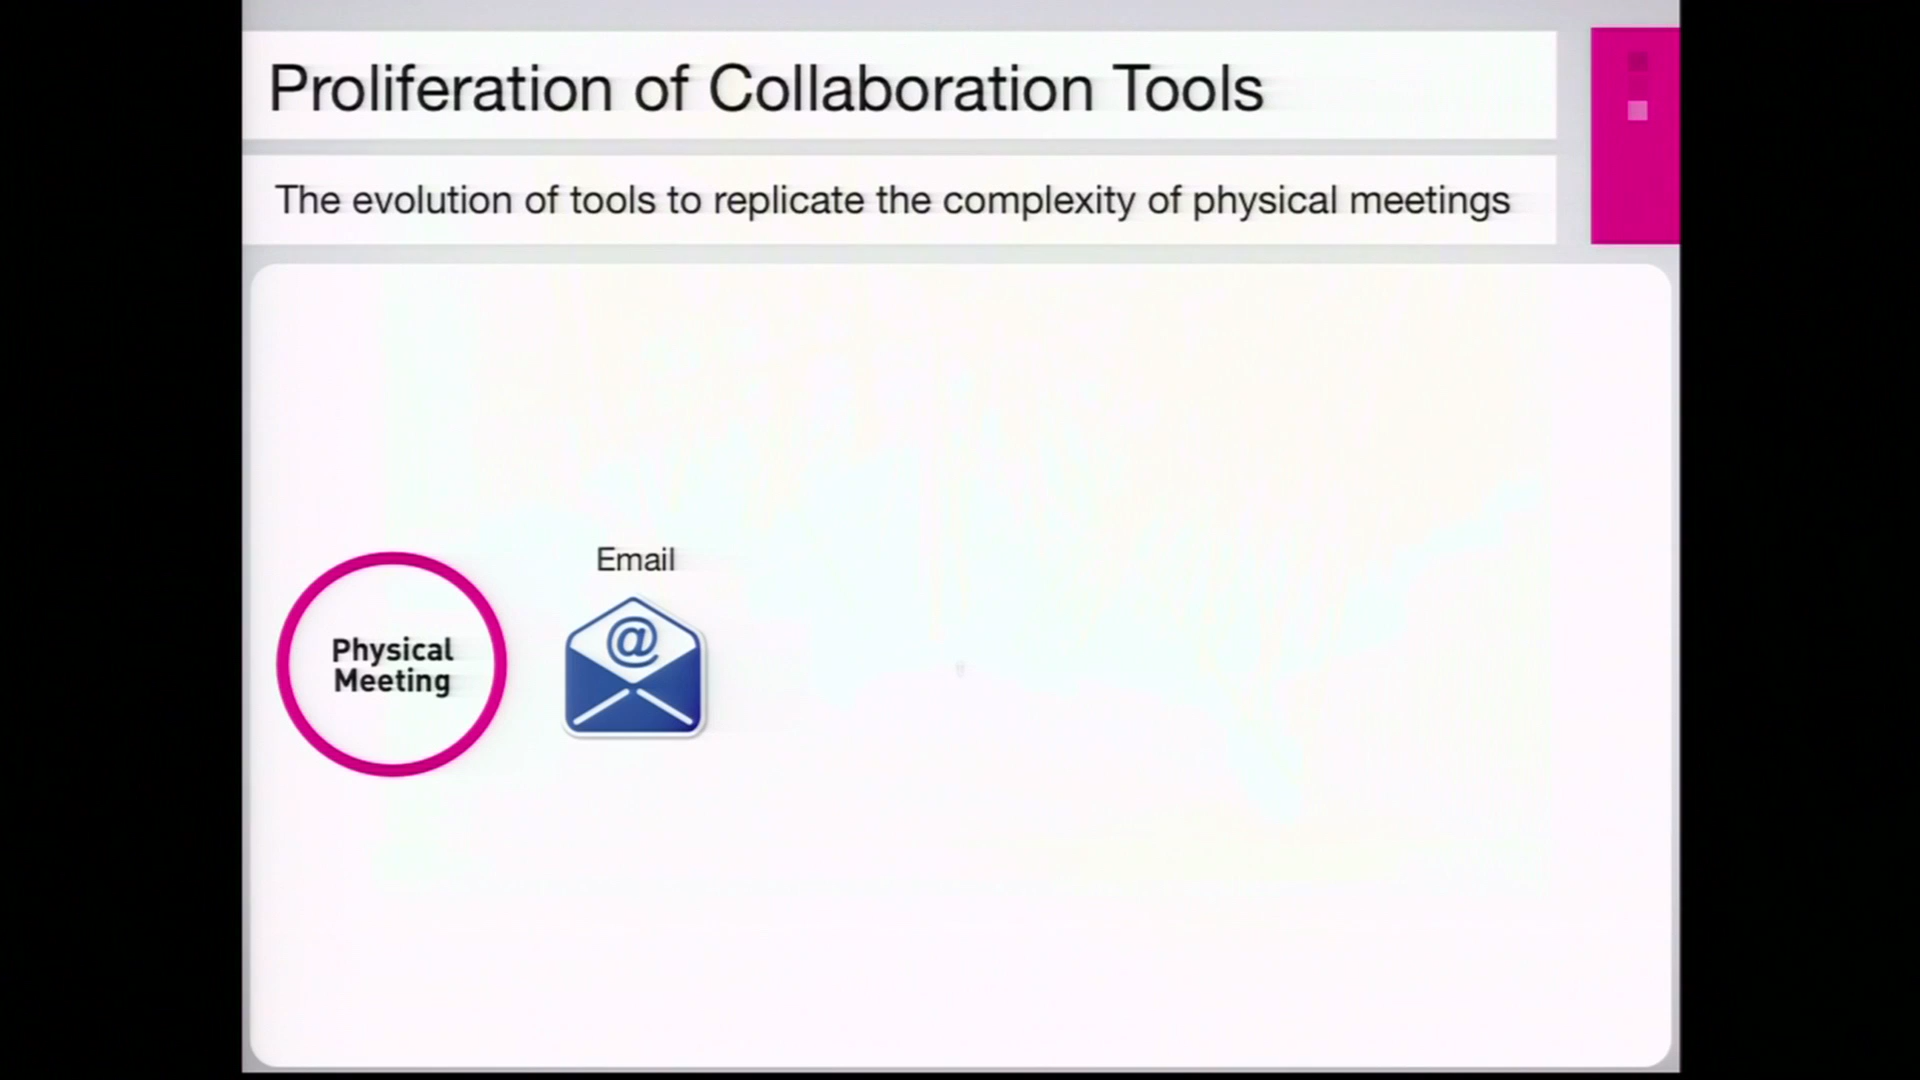 Proliferation of Collaboration Tools
The evolution of tools to replicate the complexity of physical meetings
Email
@
Physical
Meeting